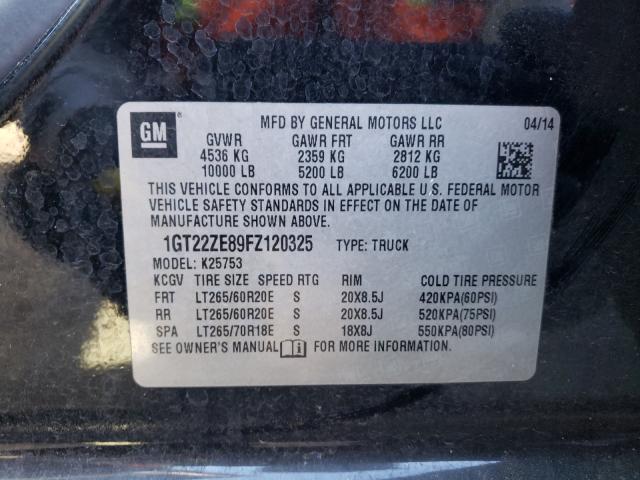 GM ®
MFD BY GENERAL MOTORS LLC 04/14
GVWR GAWR FRT GAWR RR
4536 KG 2359 KG 2812 KG
10000 LB 5200 LB 6200 LB
THIS VEHICLE CONFORMS TO ALL APPLICABLE U.S. FEDERAL MOTOR
VEHICLE SAFETY STANDARDS IN EFFECT ON THE DATE OF
MANUFACTURE SHOWN ABOVE.
1GT22ZE89FZ120325 TYPE: TRUCK
MODEL: K25753
KCGV TIRE SIZE SPEED RTG RIM COLD TIRE PRESSURE
FRT LT265/60R20E S 20X8.5J 420KPA(60PSI)
RR LT265/60R20E S 20X8.5J 520KPA(75PSI)
SPA LT265/70R18E S 18X8J 550KPA(80PSI)
SEE OWNER'S MANUAL i FOR MORE INFORMATION.